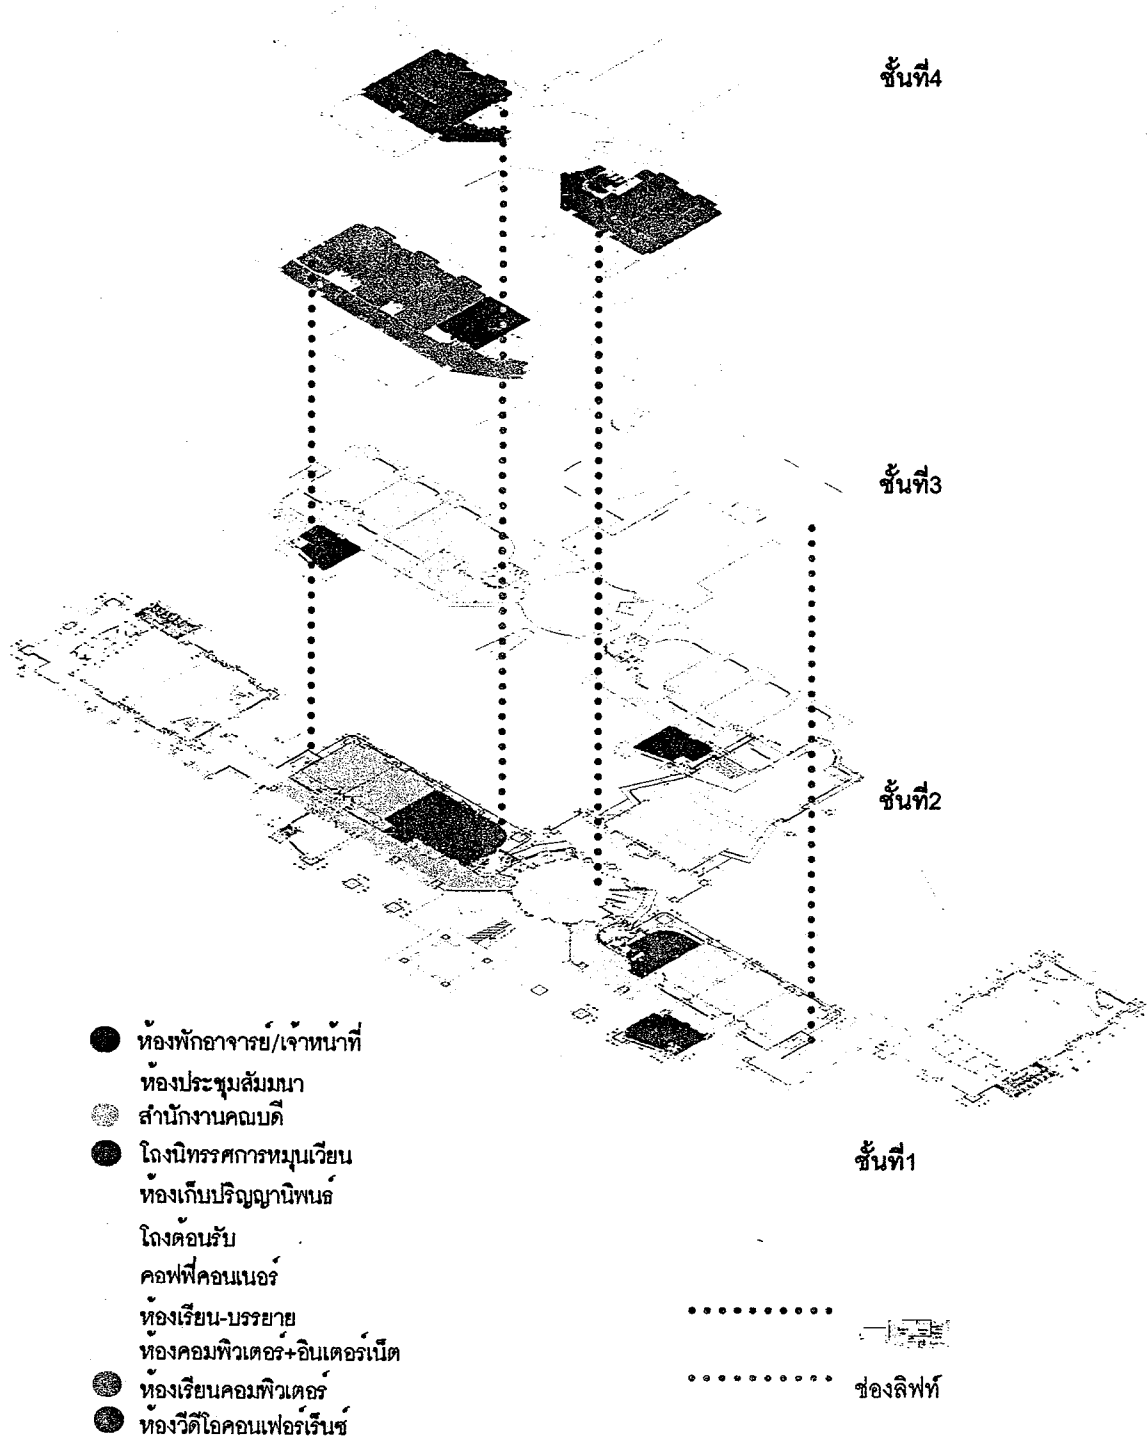 ชั้นที่4
ชั้นที่3
ชั้นที่2
ห้องพักอาจารย์/เจ้าหน้าที่
ห้องประชุมสัมมนา
สำนักงานคณบดี
โถงนิทรรศการหมุนเวียน
ชั้นที่1
ห้องเก็บปริญญานิพนธ์
โถงต้อนรับ
คอฟฟี่คอนเนอร์
ห้องเรียน-บรรยาย
ห้องคอมพิวเตอร์+อินเตอร์เน็ต
ห้องเรียนคอมพิวเตอร์
ช่องลิฟท์
ห้องวีดีโอคอนเฟอร์เร็นซ์